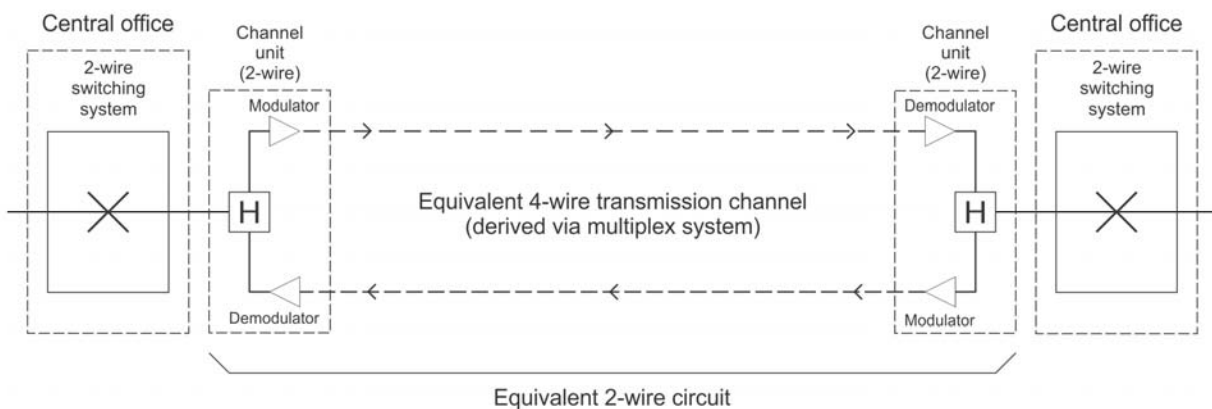 Central office
2-wire
switching
system
Channel
unit
(2-wire)
Modulator
H
Demodulator
Equivalent 4-wire transmission channel
(derived via multiplex system)
Channel
unit
(2-wire)
Demodulator
H
Modulator
Central office
2-wire
switching
system
Equivalent 2-wire circuit